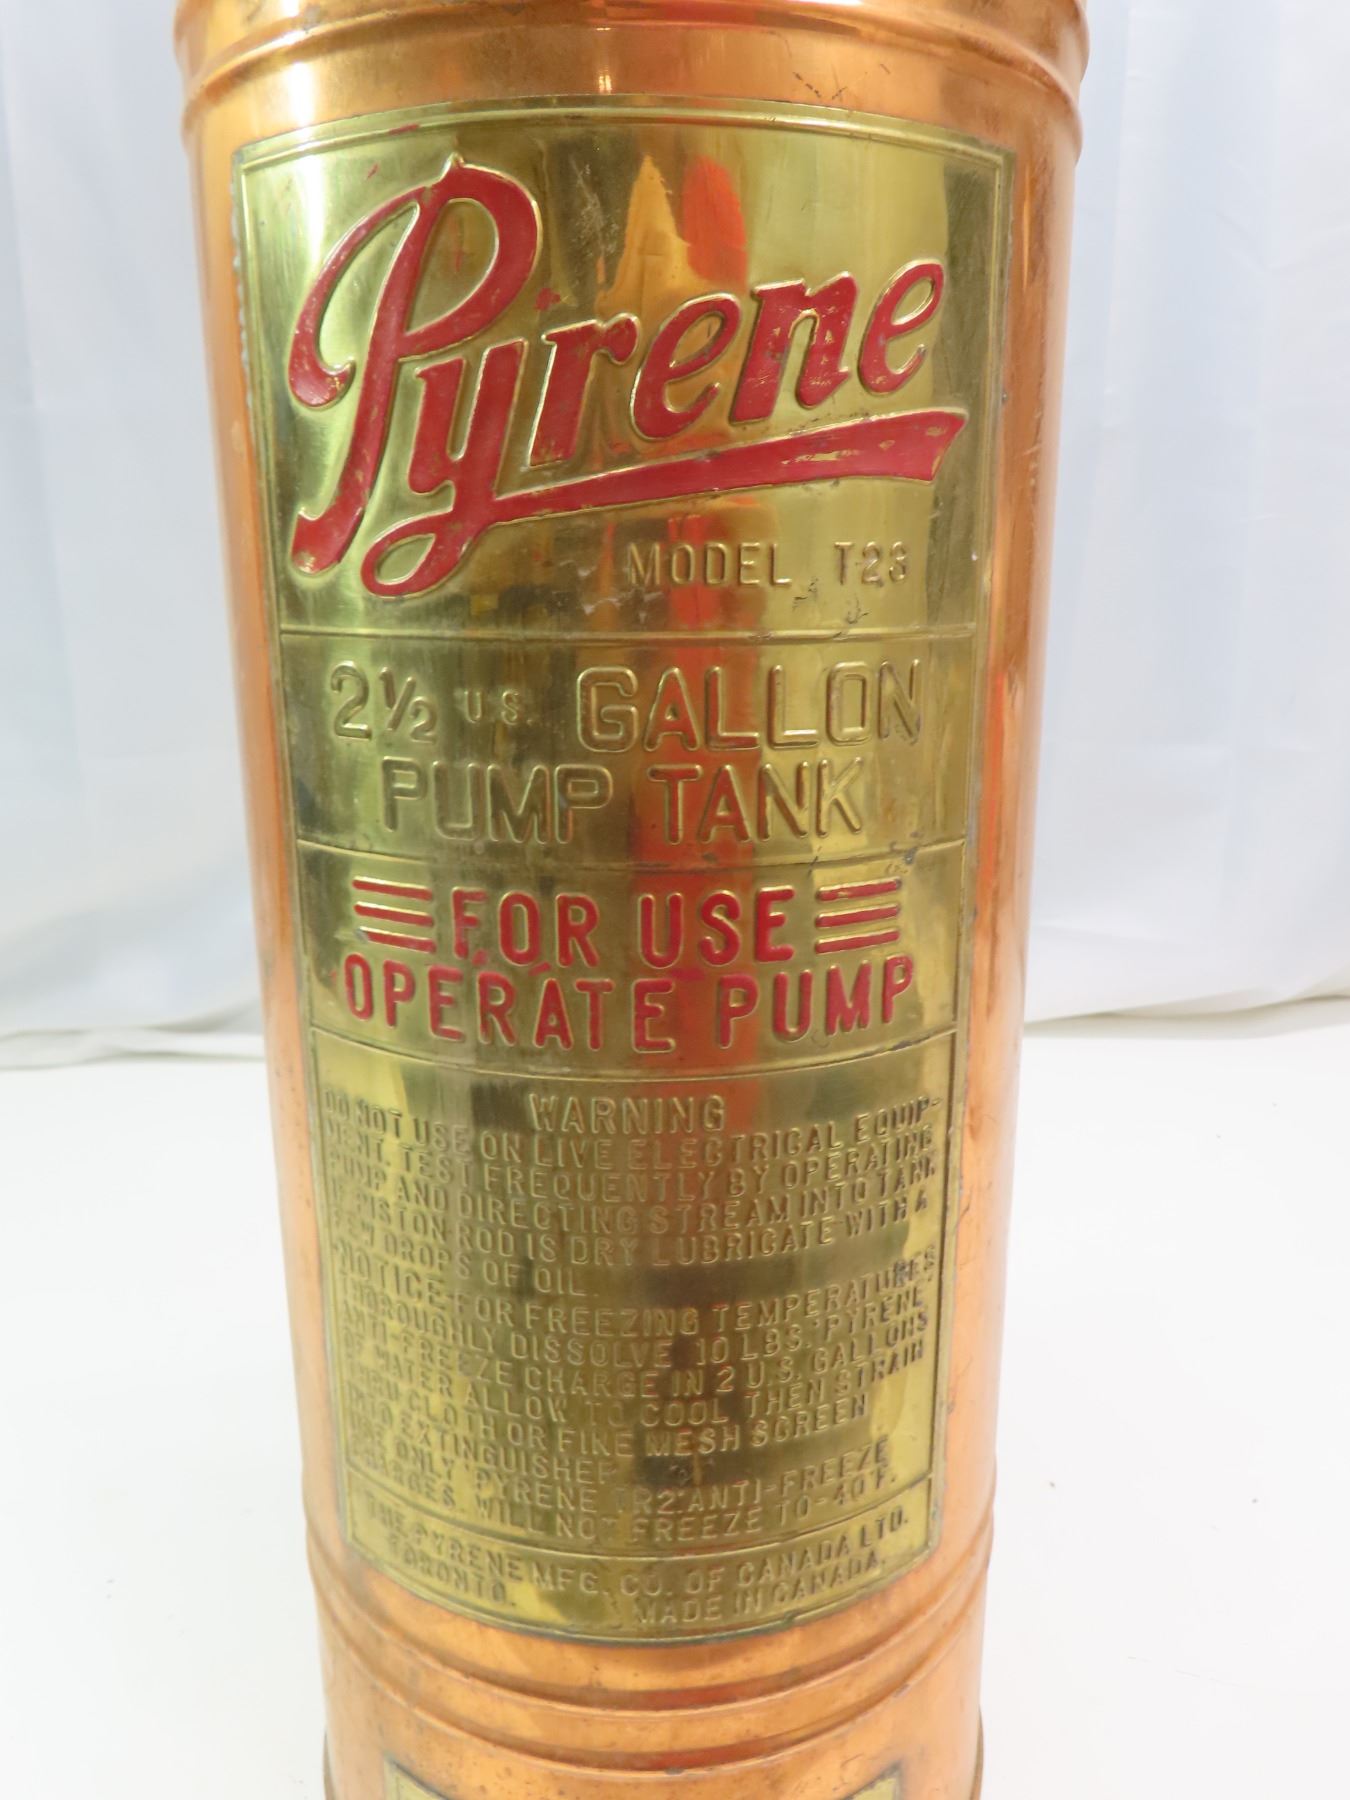 Pyrene
MODEL T-23
2½ U.S. GALLON
PUMP TANK
FOR USE
OPERATE PUMP
WARNING
DO NOT USE ON LIVE ELECTRICAL EQUIP-
MENT. TEST FREQUENTLY BY OPERATING
PUMP AND DIRECTING STREAM INTO TANK
IF PISTON ROD IS DRY LUBRICATE WITH A
FEW DROPS OF OIL.
NOTICE-FOR FREEZING TEMPERATURES,
THOROUGHLY DISSOLVE 10 LBS. "PYRENE"
ANTI-FREEZE CHARGE IN 2 U.S. GALLONS
OF WATER ALLOW TO COOL THEN STRAIN
THRU CLOTH OR FINE MESH SCREEN
INTO EXTINGUISHER
USE ONLY "PYRENE TR2" ANTI-FREEZE
CHARGES. WILL NOT FREEZE TO -40°F.
THE PYRENE MFG. CO. OF CANADA LTD.
TORONTO. MADE IN CANADA.